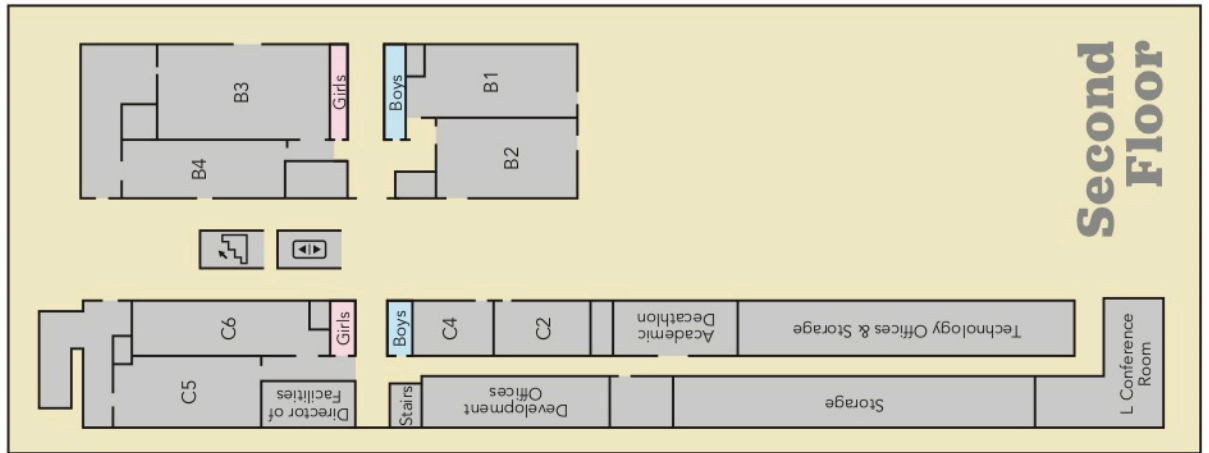 Second
Floor
B3
Girls
Boys
B1
B4
B2
C6
Girls
Boys
C4
C2
Academic
Decathlon
Technology Offices & Storage
L Conference
Room
C5
Director of
Facilities
Stairs
Development
Offices
Storage